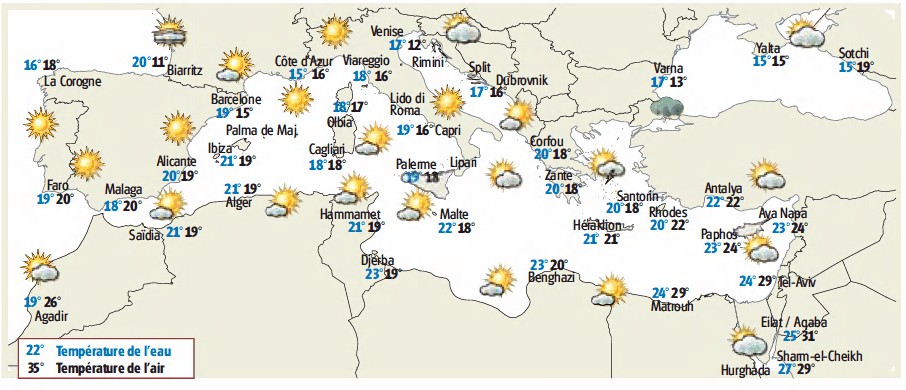 Venise
17° 12°
Rimini
20° 11°
Biarritz
16° 18°
La Corogne
Côte d'Azur
15° 16°
Viareggio
18° 16°
Split
17° 16°
Dubrovnik
Yalta
15° 15°
Sotchi
15° 19°
Varna
17° 13°
Barcelone
19° 15°
18° 17°
Olbia
Lido di
Roma
19° 16°
Capri
Palma de Maj.
Ibiza
21° 19°
Cagliari
18° 18°
Corfou
20° 18°
Alicante
20° 19°
Palerme
19° 18°
Lipari
Zante
20° 18°
Faro
19° 20°
Malaga
18° 20°
21° 19°
Alger
Santorin
20° 18°
Antalya
22° 22°
Hammamet
21° 19°
Malte
22° 18°
Rhodes
20° 22°
Aya Napa
23° 24°
Saïdia
21° 19°
Héraklion
21° 21°
Paphos
23° 24°
Djerba
23° 19°
23° 20°
Benghazi
24° 29°
Tel-Aviv
19° 26°
Agadir
24° 29°
Matrouh
Eilat / Aqaba
25° 31°
Sham-el-Cheikh
27° 29°
Hurghada
22° Température de l'eau
35° Température de l'air